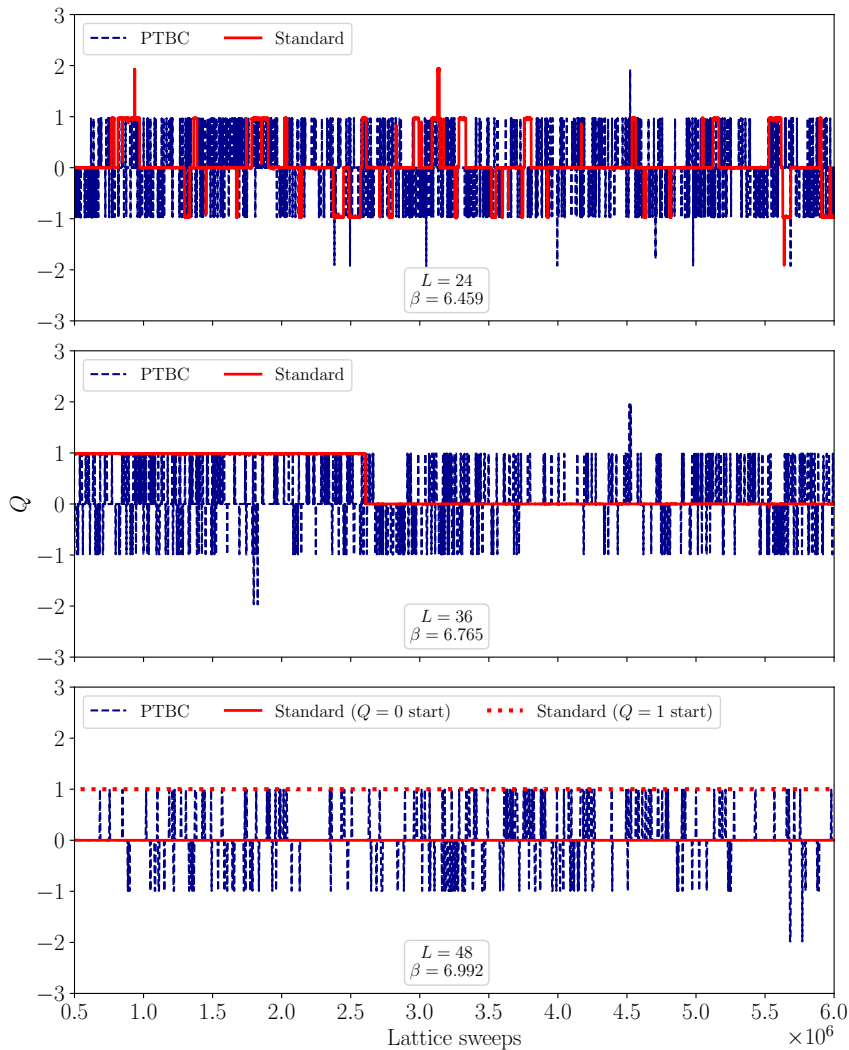 3
2
1
0
−1
−2
−3
PTBC
Standard
L = 24
β = 6.459
3
2
1
0
−1
−2
−3
PTBC
Standard
L = 36
β = 6.765
Q
3
2
1
0
−1
−2
−3
PTBC
Standard (Q = 0 start)
Standard (Q = 1 start)
L = 48
β = 6.992
0.5 1.0 1.5 2.0 2.5 3.0 3.5 4.0 4.5 5.0 5.5 6.0
Lattice sweeps
×10⁶